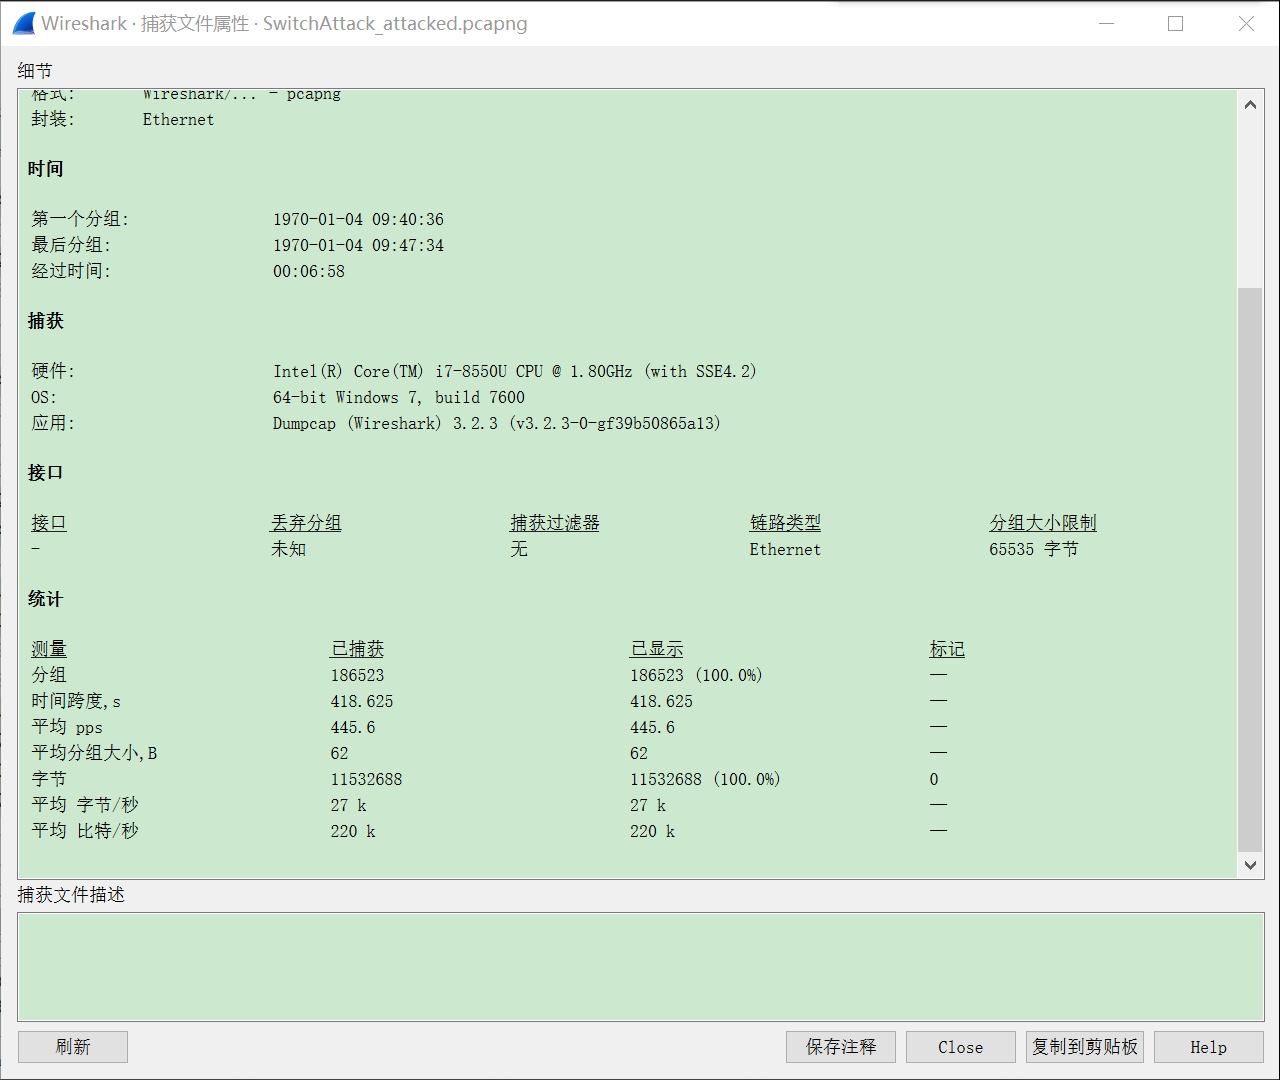 Wireshark · 捕获文件属性 · SwitchAttack_attacked.pcapng
细节
格式: Wireshark/... - pcapng
封装: Ethernet
时间
第一个分组: 1970-01-04 09:40:36
最后分组: 1970-01-04 09:47:34
经过时间: 00:06:58
捕获
硬件: Intel(R) Core(TM) i7-8550U CPU @ 1.80GHz (with SSE4.2)
OS: 64-bit Windows 7, build 7600
应用: Dumpcap (Wireshark) 3.2.3 (v3.2.3-0-gf39b50865a13)
接口
接口 丢弃分组 捕获过滤器 链路类型 分组大小限制
- 未知 无 Ethernet 65535 字节
统计
测量 已捕获 已显示 标记
分组 186523 186523 (100.0%) —
时间跨度,s 418.625 418.625 —
平均 pps 445.6 445.6 —
平均分组大小,B 62 62 —
字节 11532688 11532688 (100.0%) 0
平均 字节/秒 27 k 27 k —
平均 比特/秒 220 k 220 k —
捕获文件描述
刷新 保存注释 Close 复制到剪贴板 Help